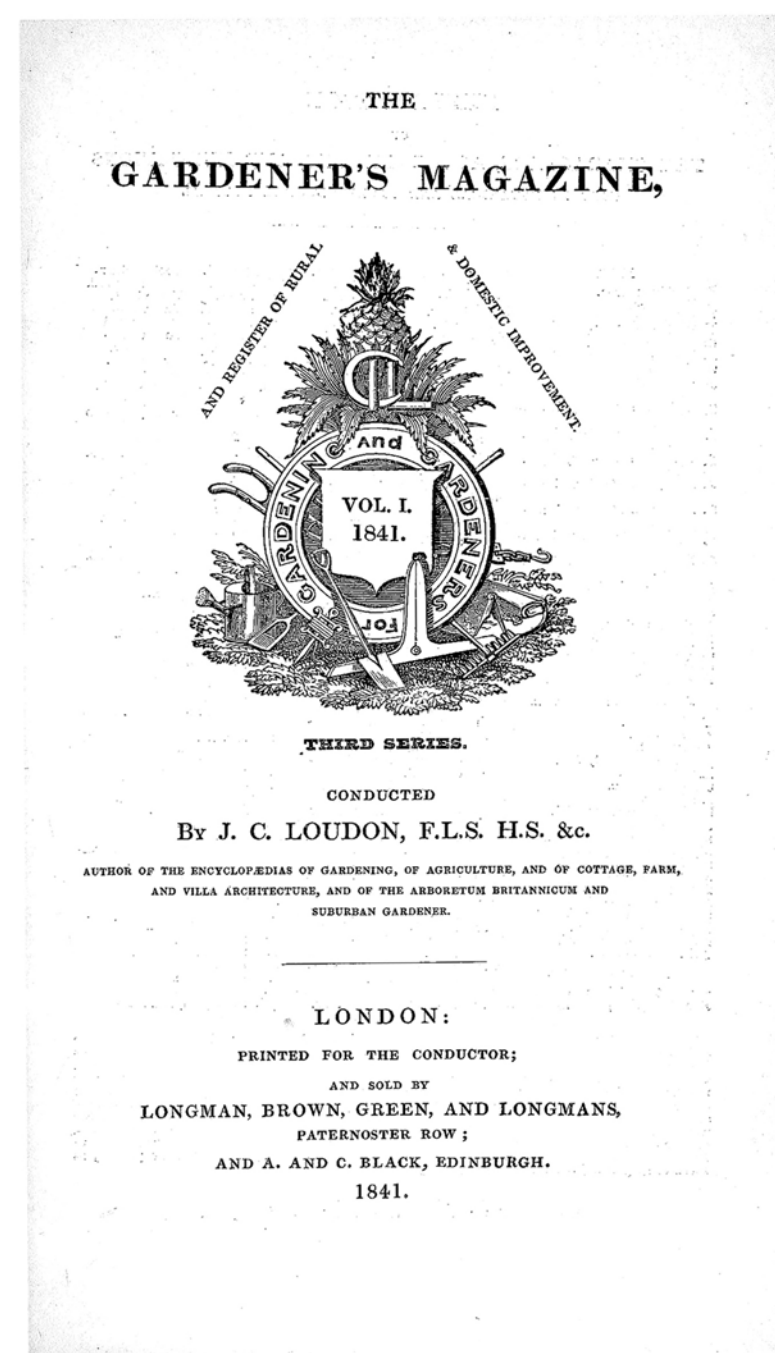 THE
GARDENER'S MAGAZINE,
AND REGISTER OF RURAL
& DOMESTIC IMPROVEMENT.
CL
FOR GARDENING AND GARDENERS
VOL. I.
1841.
THIRD SERIES.
CONDUCTED
BY J. C. LOUDON, F.L.S. H.S. &c.
AUTHOR OF THE ENCYCLOPÆDIAS OF GARDENING, OF AGRICULTURE, AND OF COTTAGE, FARM,
AND VILLA ARCHITECTURE, AND OF THE ARBORETUM BRITANNICUM AND
SUBURBAN GARDENER.
LONDON:
PRINTED FOR THE CONDUCTOR;
AND SOLD BY
LONGMAN, BROWN, GREEN, AND LONGMANS,
PATERNOSTER ROW;
AND A. AND C. BLACK, EDINBURGH.
1841.